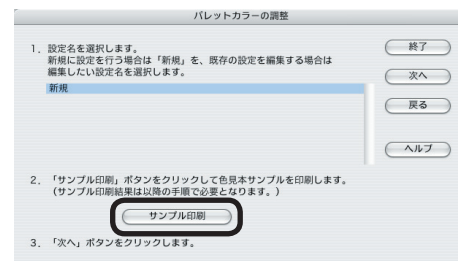 パレットカラーの調整
1. 設定名を選択します。
新規に設定を行う場合は「新規」を、既存の設定を編集する場合は
編集したい設定名を選択します。
新規
終了
次へ
戻る
ヘルプ
2. 「サンプル印刷」ボタンをクリックして色見本サンプルを印刷します。
（サンプル印刷結果は以降の手順で必要となります。）
サンプル印刷
3. 「次へ」ボタンをクリックします。